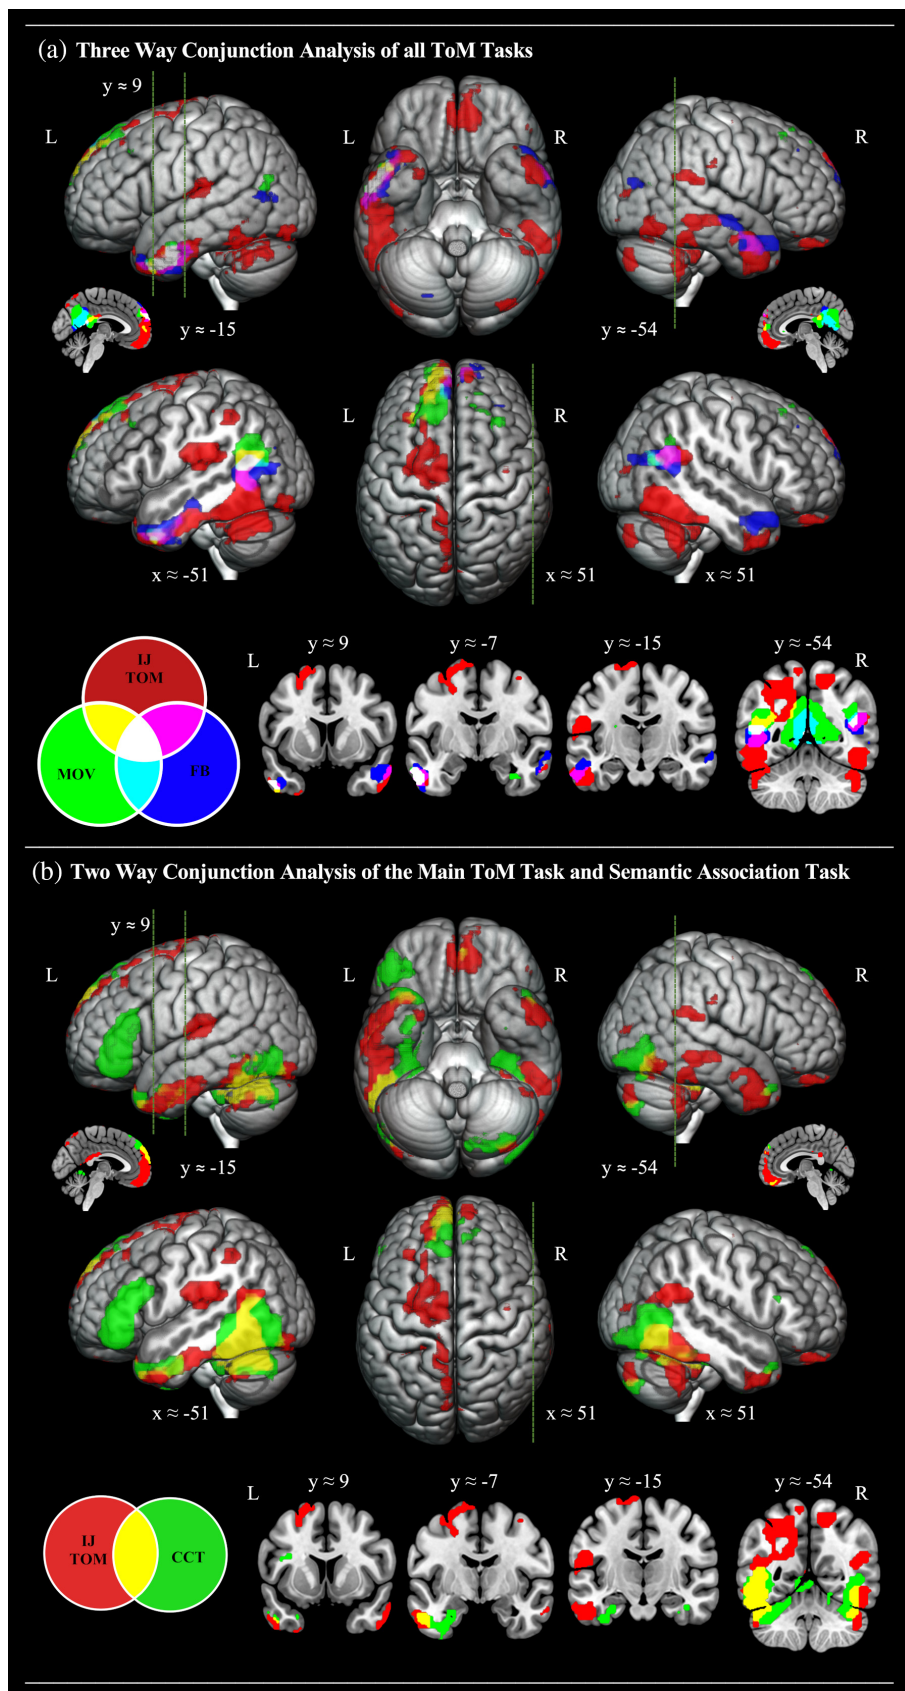 (a) Three Way Conjunction Analysis of all ToM Tasks
y ≈ 9
L
L
R
R
y ≈ -15
y ≈ -54
L
R
x ≈ -51
x ≈ 51
x ≈ 51
IJ
TOM
MOV
FB
L
y ≈ 9
y ≈ -7
y ≈ -15
y ≈ -54
R
(b) Two Way Conjunction Analysis of the Main ToM Task and Semantic Association Task
y ≈ 9
L
L
R
R
y ≈ -15
y ≈ -54
L
R
x ≈ -51
x ≈ 51
x ≈ 51
IJ
TOM
CCT
L
y ≈ 9
y ≈ -7
y ≈ -15
y ≈ -54
R